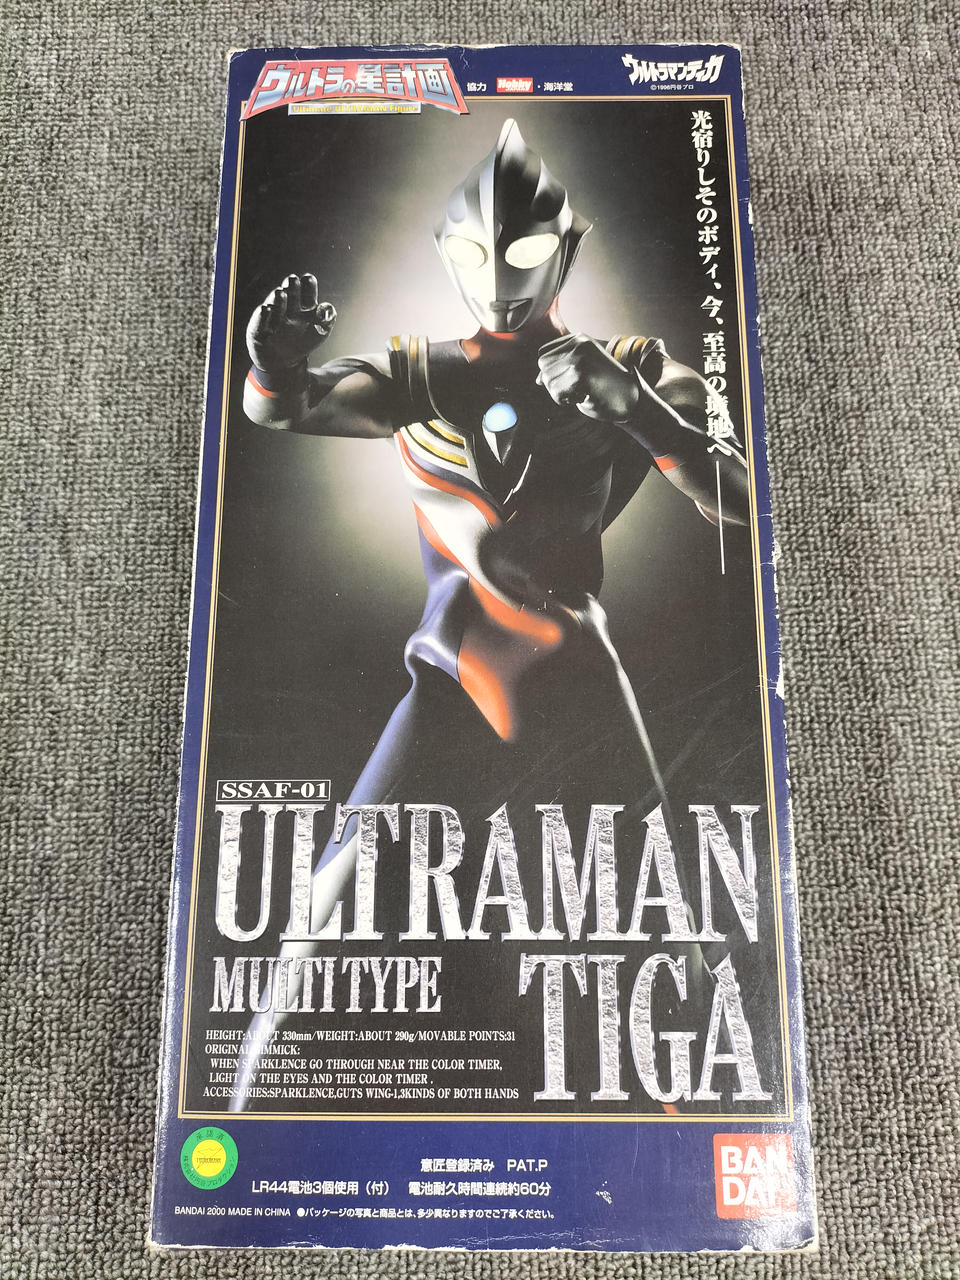 ウルトラの星計画
Ultimate ULTRAMAN Figure
協力 Hobby JAPAN ・海洋堂
ウルトラマンティガ
©1996円谷プロ
光宿りしそのボディ、今、至高の境地へ——
SSAF-01
ULTRAMAN
MULTI TYPE
TIGA
HEIGHT:ABOUT 330mm/WEIGHT:ABOUT 290g/MOVABLE POINTS:31
ORIGINAL GIMMICK:
WHEN SPARKLENCE GO THROUGH NEAR THE COLOR TIMER,
LIGHT ON THE EYES AND THE COLOR TIMER .
ACCESSORIES:SPARKLENCE,GUTS WING-1,3KINDS OF BOTH HANDS
意匠登録済み PAT.P
LR44電池3個使用（付） 電池耐久時間連続約60分
BANDAI 2000 MADE IN CHINA ●パッケージの写真と商品とは、多少異なりますのでご了承ください。
BAN
DAI